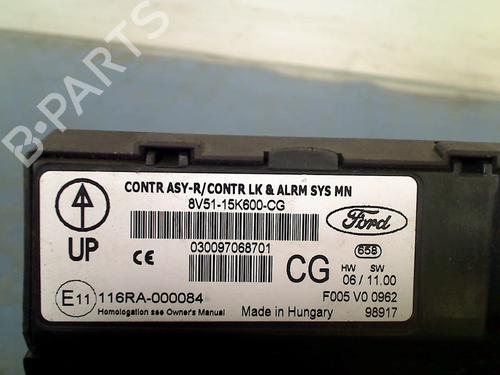 B-PARTS
CONTR ASY-R/CONTR LK & ALRM SYS MN
8V51-15K600-CG
Ford
UP
CE
030097068701
CG
658
HW SW
06 / 11.00
E11 116RA-000084
F005 V0 0962
Homologation see Owner's Manual
Made in Hungary
98917